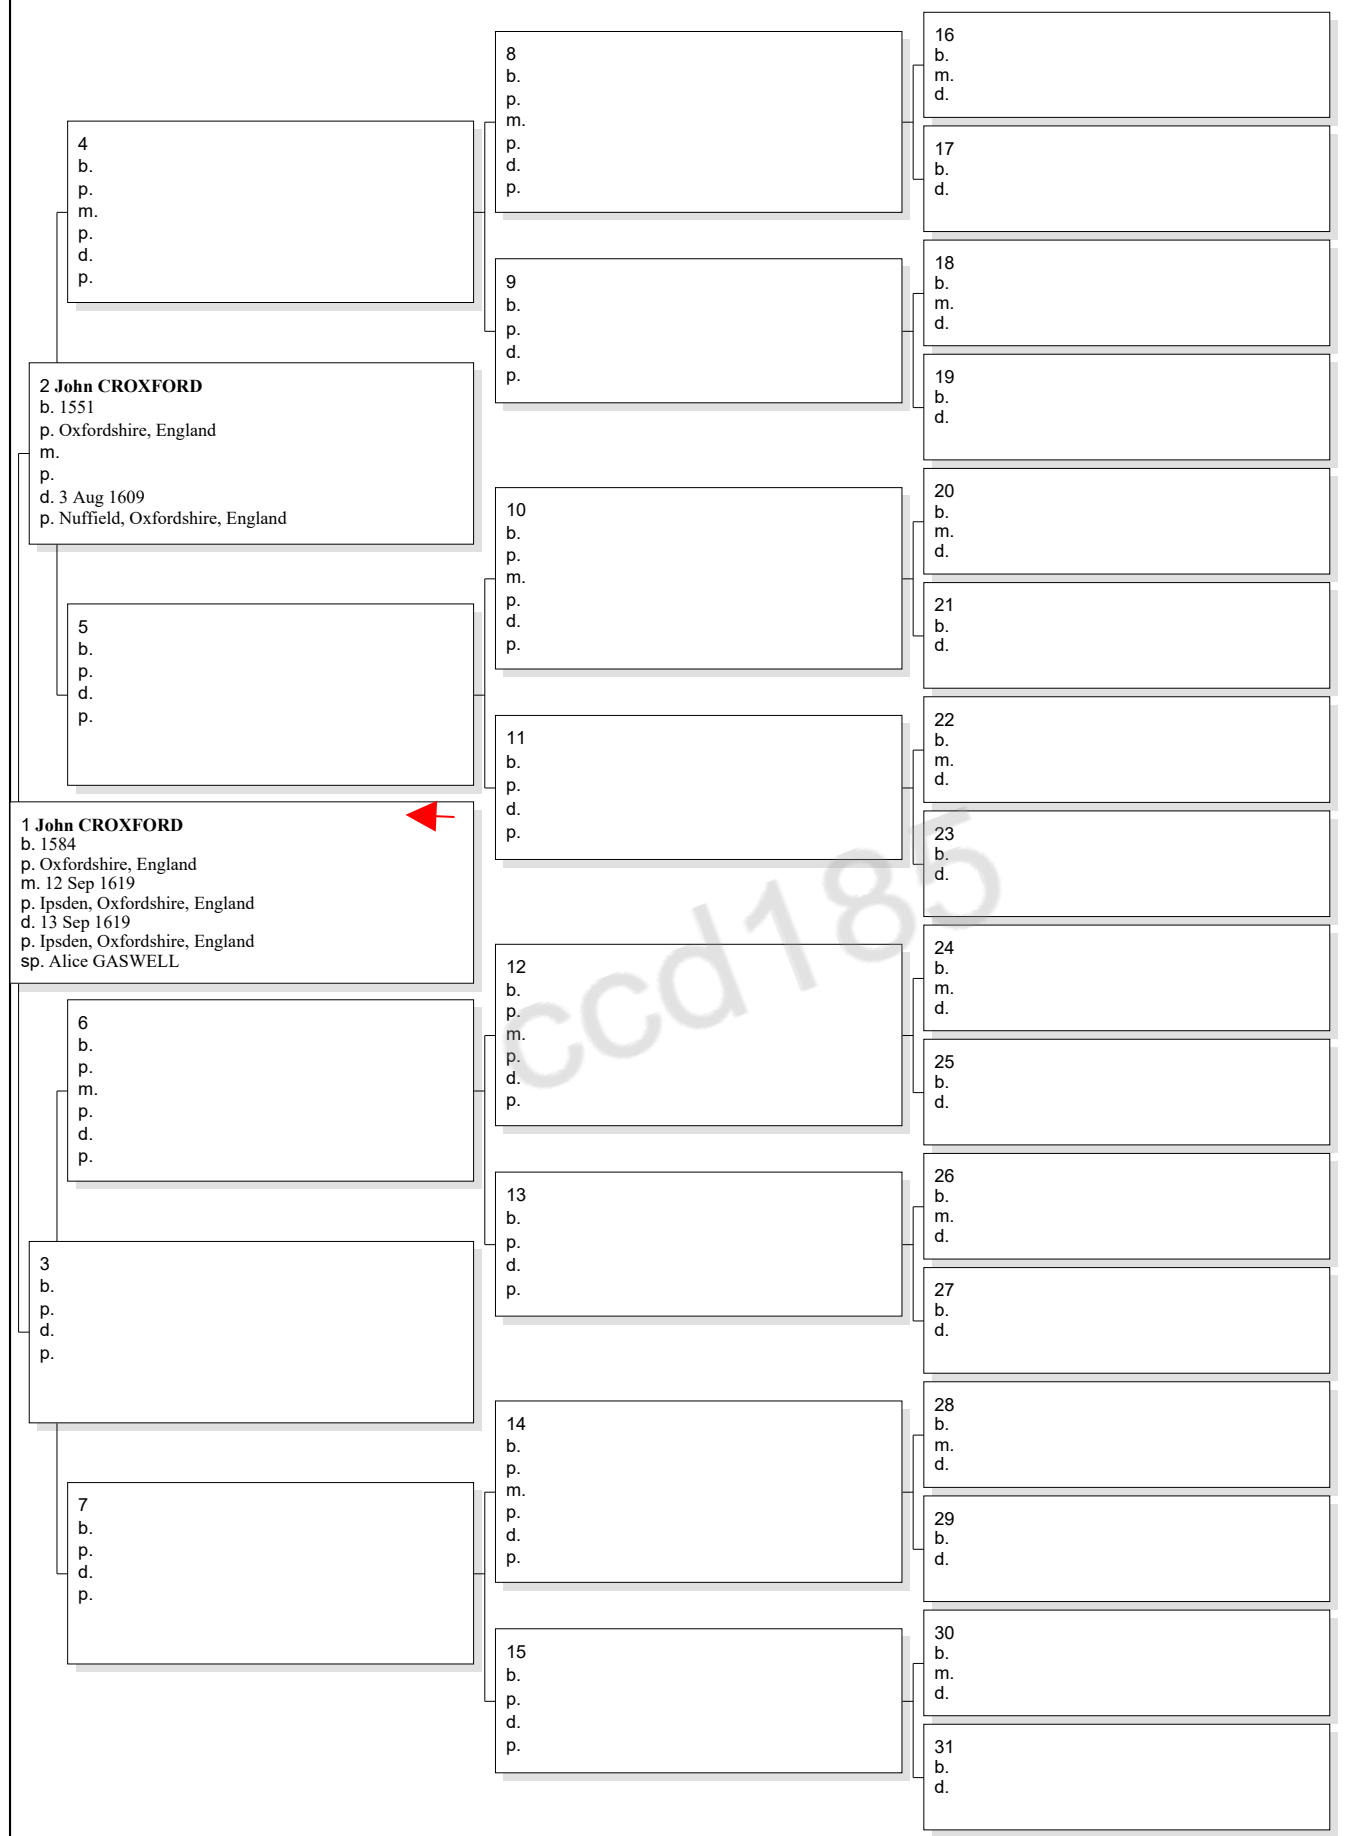 4
b.
p.
m.
p.
d.
p.
2 John CROXFORD
b. 1551
p. Oxfordshire, England
m.
p.
d. 3 Aug 1609
p. Nuffield, Oxfordshire, England
5
b.
p.
d.
p.
1 John CROXFORD
b. 1584
p. Oxfordshire, England
m. 12 Sep 1619
p. Ipsden, Oxfordshire, England
d. 13 Sep 1619
p. Ipsden, Oxfordshire, England
sp. Alice GASWELL
6
b.
p.
m.
p.
d.
p.
3
b.
p.
d.
p.
7
b.
p.
d.
p.
8
b.
p.
m.
p.
d.
p.
9
b.
p.
d.
p.
10
b.
p.
m.
p.
d.
p.
11
b.
p.
d.
p.
12
b.
p.
m.
p.
d.
p.
13
b.
p.
d.
p.
14
b.
p.
m.
p.
d.
p.
15
b.
p.
d.
p.
16
b.
m.
d.
17
b.
d.
18
b.
m.
d.
19
b.
d.
20
b.
m.
d.
21
b.
d.
22
b.
m.
d.
23
b.
d.
24
b.
m.
d.
25
b.
d.
26
b.
m.
d.
27
b.
d.
28
b.
m.
d.
29
b.
d.
30
b.
m.
d.
31
b.
d.
ccd185